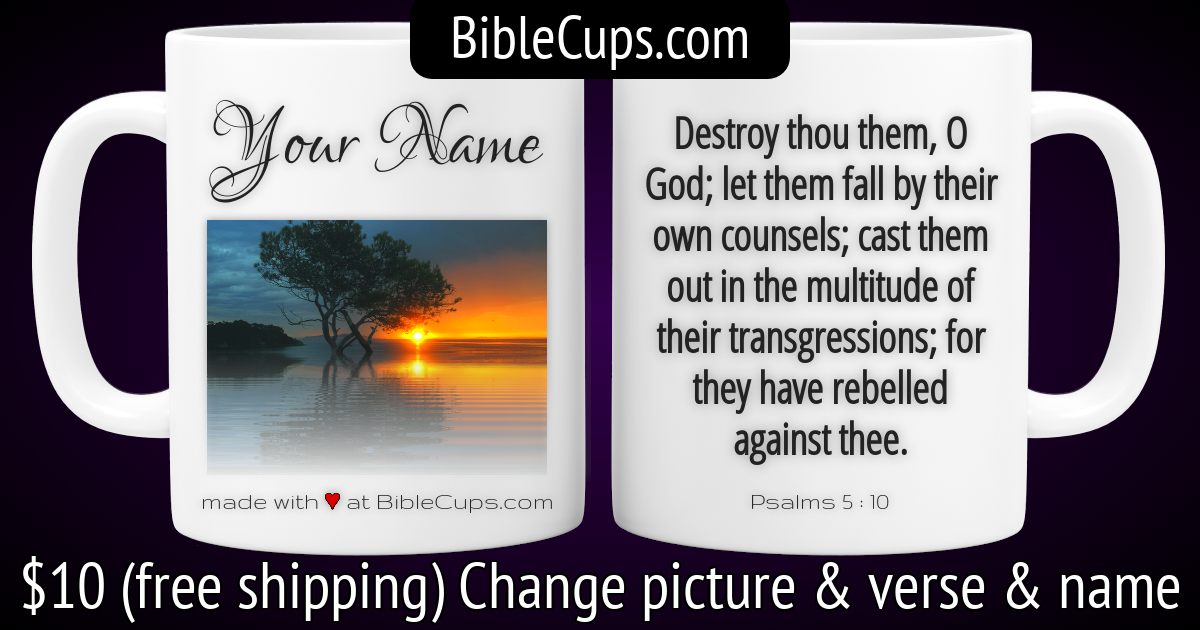 BibleCups.com
Your Name
made with ♥ at BibleCups.com
Destroy thou them, O
God; let them fall by their
own counsels; cast them
out in the multitude of
their transgressions; for
they have rebelled
against thee.
Psalms 5 : 10
$10 (free shipping) Change picture & verse & name